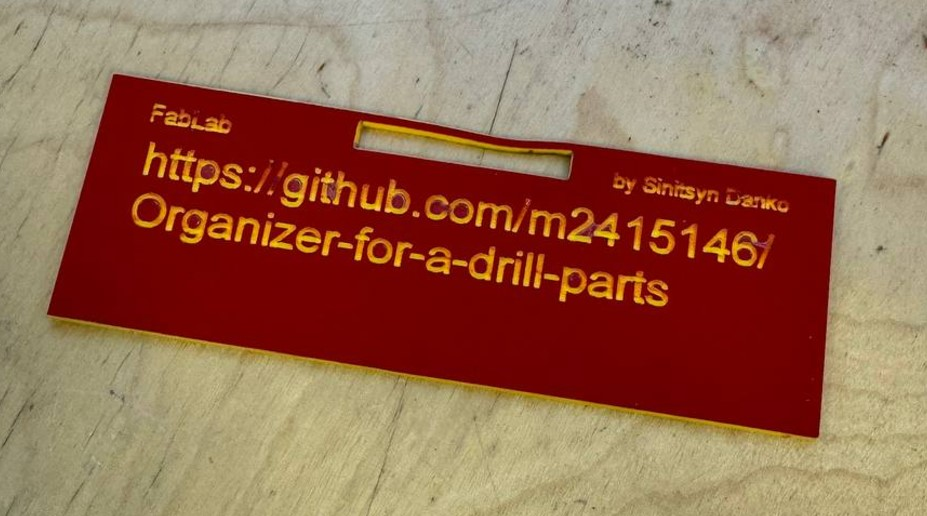 FabLab
by Sinitsyn Danko
https://github.com/m2415146/
Organizer-for-a-drill-parts